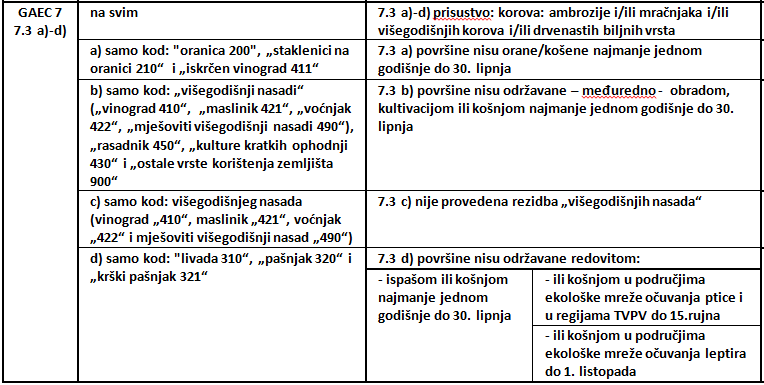 GAEC 7
7.3 a)-d)
na svim
7.3 a)-d) prisustvo: korova: ambrozije i/ili mračnjaka i/ili
višegodišnjih korova i/ili drvenastih biljnih vrsta
a) samo kod: "oranica 200", „staklenici na
oranici 210“ i „iskrčen vinograd 411“
7.3 a) površine nisu orane/košene najmanje jednom
godišnje do 30. lipnja
b) samo kod: „višegodišnji nasadi“
(„vinograd 410“, „maslinik 421“, „voćnjak
422“, „mješoviti višegodišnji nasadi 490“),
„rasadnik 450“, „kulture kratkih ophodnji
430“ i „ostale vrste korištenja zemljišta
900“
7.3 b) površine nisu održavane – međuredno - obradom,
kultivacijom ili košnjom najmanje jednom godišnje do 30.
lipnja
c) samo kod: višegodišnjeg nasada
(vinograd „410“, maslinik „421“, voćnjak
„422“ i mješoviti višegodišnji nasad „490“)
7.3 c) nije provedena rezidba „višegodišnjih nasada“
d) samo kod: "livada 310", „pašnjak 320“ i
„krški pašnjak 321“
7.3 d) površine nisu održavane redovitom:
- ispašom ili košnjom
najmanje jednom
godišnje do 30. lipnja
- ili košnjom u područjima
ekološke mreže očuvanja ptice i
u regijama TVPV do 15.rujna
- ili košnjom u područjima
ekološke mreže očuvanja leptira
do 1. listopada